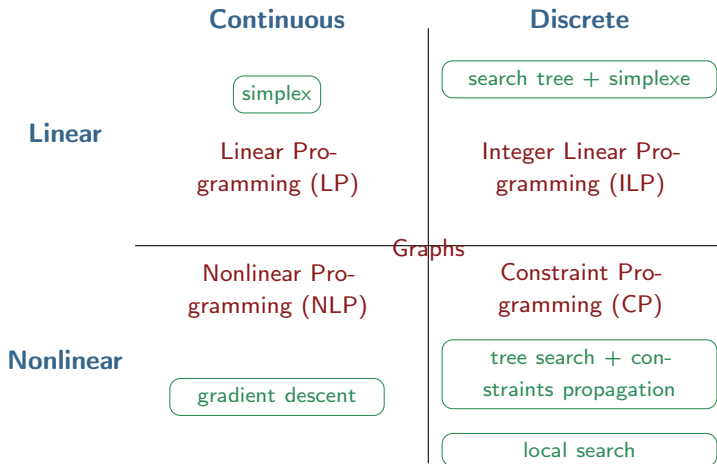 Continuous
Discrete
simplex
search tree + simplexe
Linear
Linear Pro-
gramming (LP)
Integer Linear Pro-
gramming (ILP)
Graphs
Nonlinear Pro-
gramming (NLP)
Constraint Pro-
gramming (CP)
Nonlinear
gradient descent
tree search + con-
straints propagation
local search